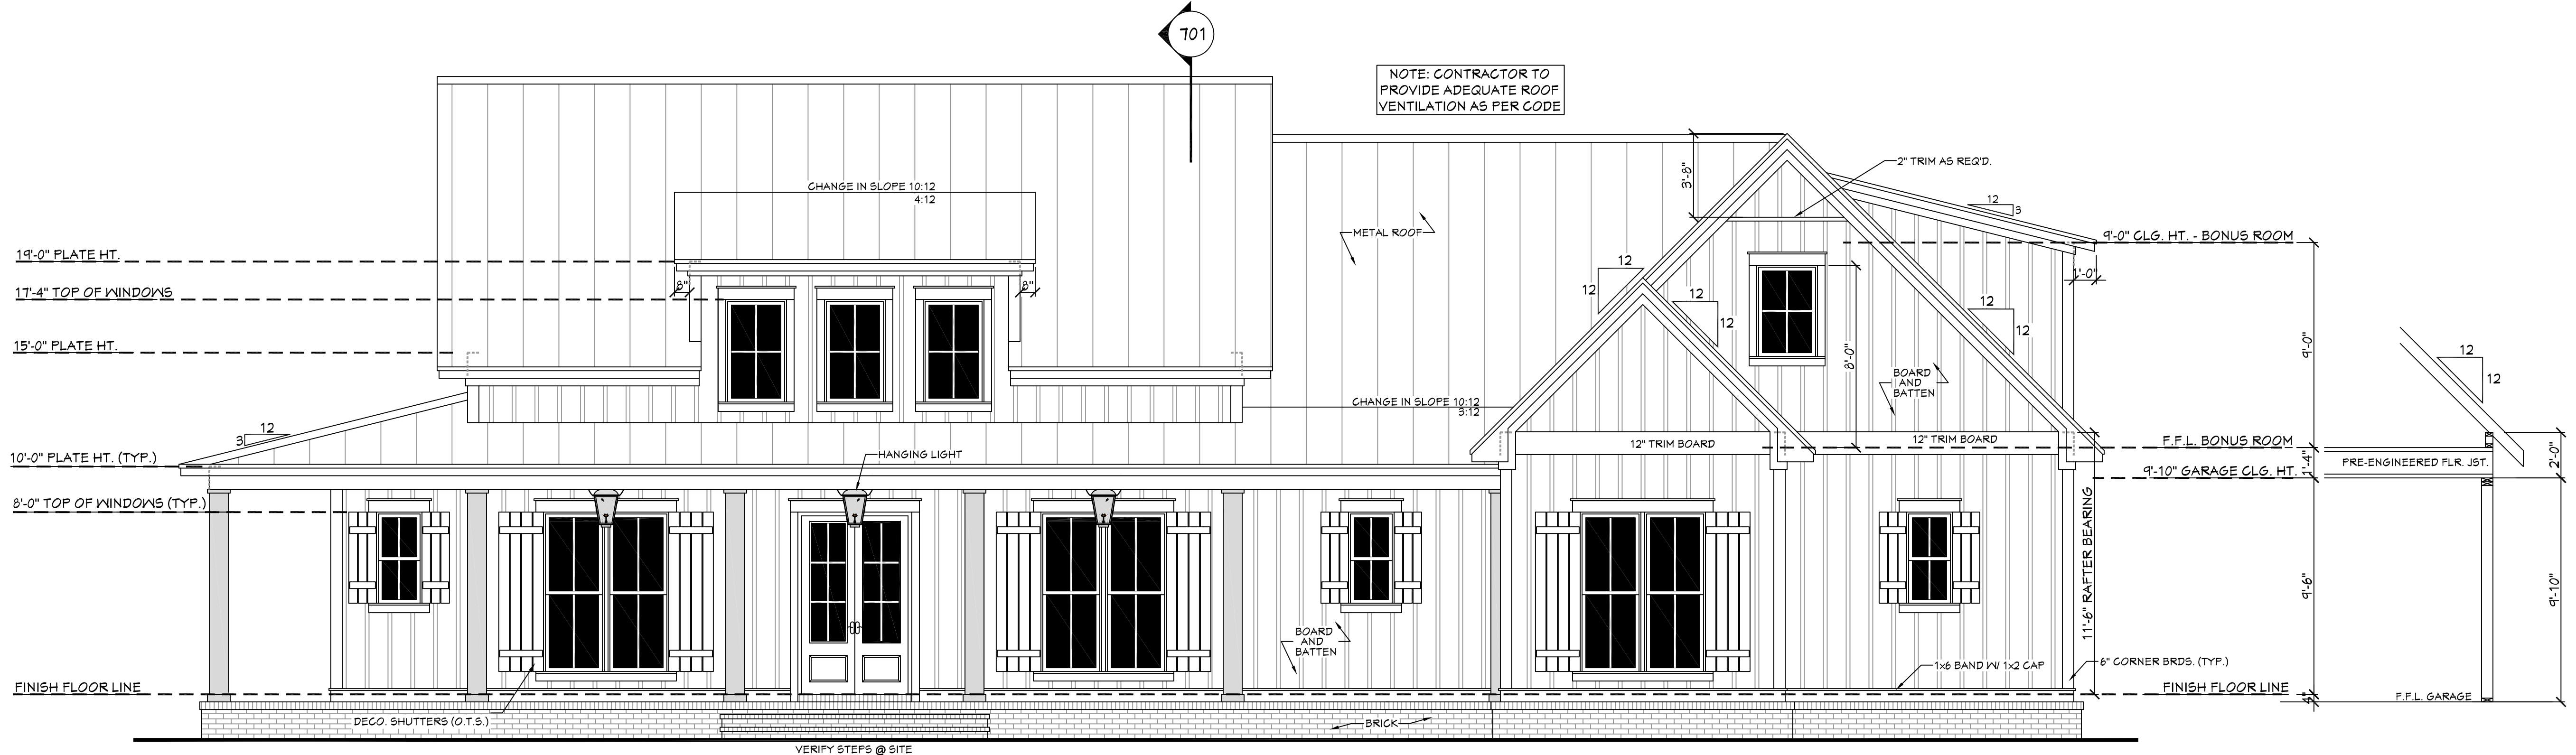 701
NOTE: CONTRACTOR TO
PROVIDE ADEQUATE ROOF
VENTILATION AS PER CODE
CHANGE IN SLOPE 10:12
4:12
3'-8"
2" TRIM AS REQ'D.
12
3
METAL ROOF
19'-0" PLATE HT.
17'-4" TOP OF WINDOWS
15'-0" PLATE HT.
8"
8"
9'-0" CLG. HT. - BONUS ROOM
1'-0"
12
12
12
12
12
12
8'-0"
9'-0"
12
12
BOARD
AND
BATTEN
CHANGE IN SLOPE 10:12
3:12
12
3
10'-0" PLATE HT. (TYP.)
HANGING LIGHT
12" TRIM BOARD
12" TRIM BOARD
F.F.L. BONUS ROOM
1'-4"
PRE-ENGINEERED FLR. JST.
2'-0"
9'-10" GARAGE CLG. HT.
8'-0" TOP OF WINDOWS (TYP.)
11'-6" RAFTER BEARING
9'-6"
9'-10"
BOARD
AND
BATTEN
1x6 BAND W/ 1x2 CAP
6" CORNER BRDS. (TYP.)
FINISH FLOOR LINE
FINISH FLOOR LINE
4"
F.F.L. GARAGE
DECO. SHUTTERS (O.T.S.)
BRICK
VERIFY STEPS @ SITE